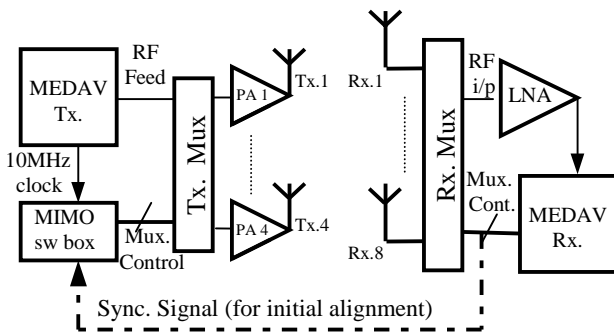 MEDAV
Tx.
RF
Feed
10MHz
clock
MIMO
sw box
Mux.
Control
Tx. Mux
PA 1
Tx.1
PA 4
Tx.4
Rx.1
Rx.8
Rx. Mux
RF
i/p
LNA
Mux.
Cont.
MEDAV
Rx.
Sync. Signal (for initial alignment)